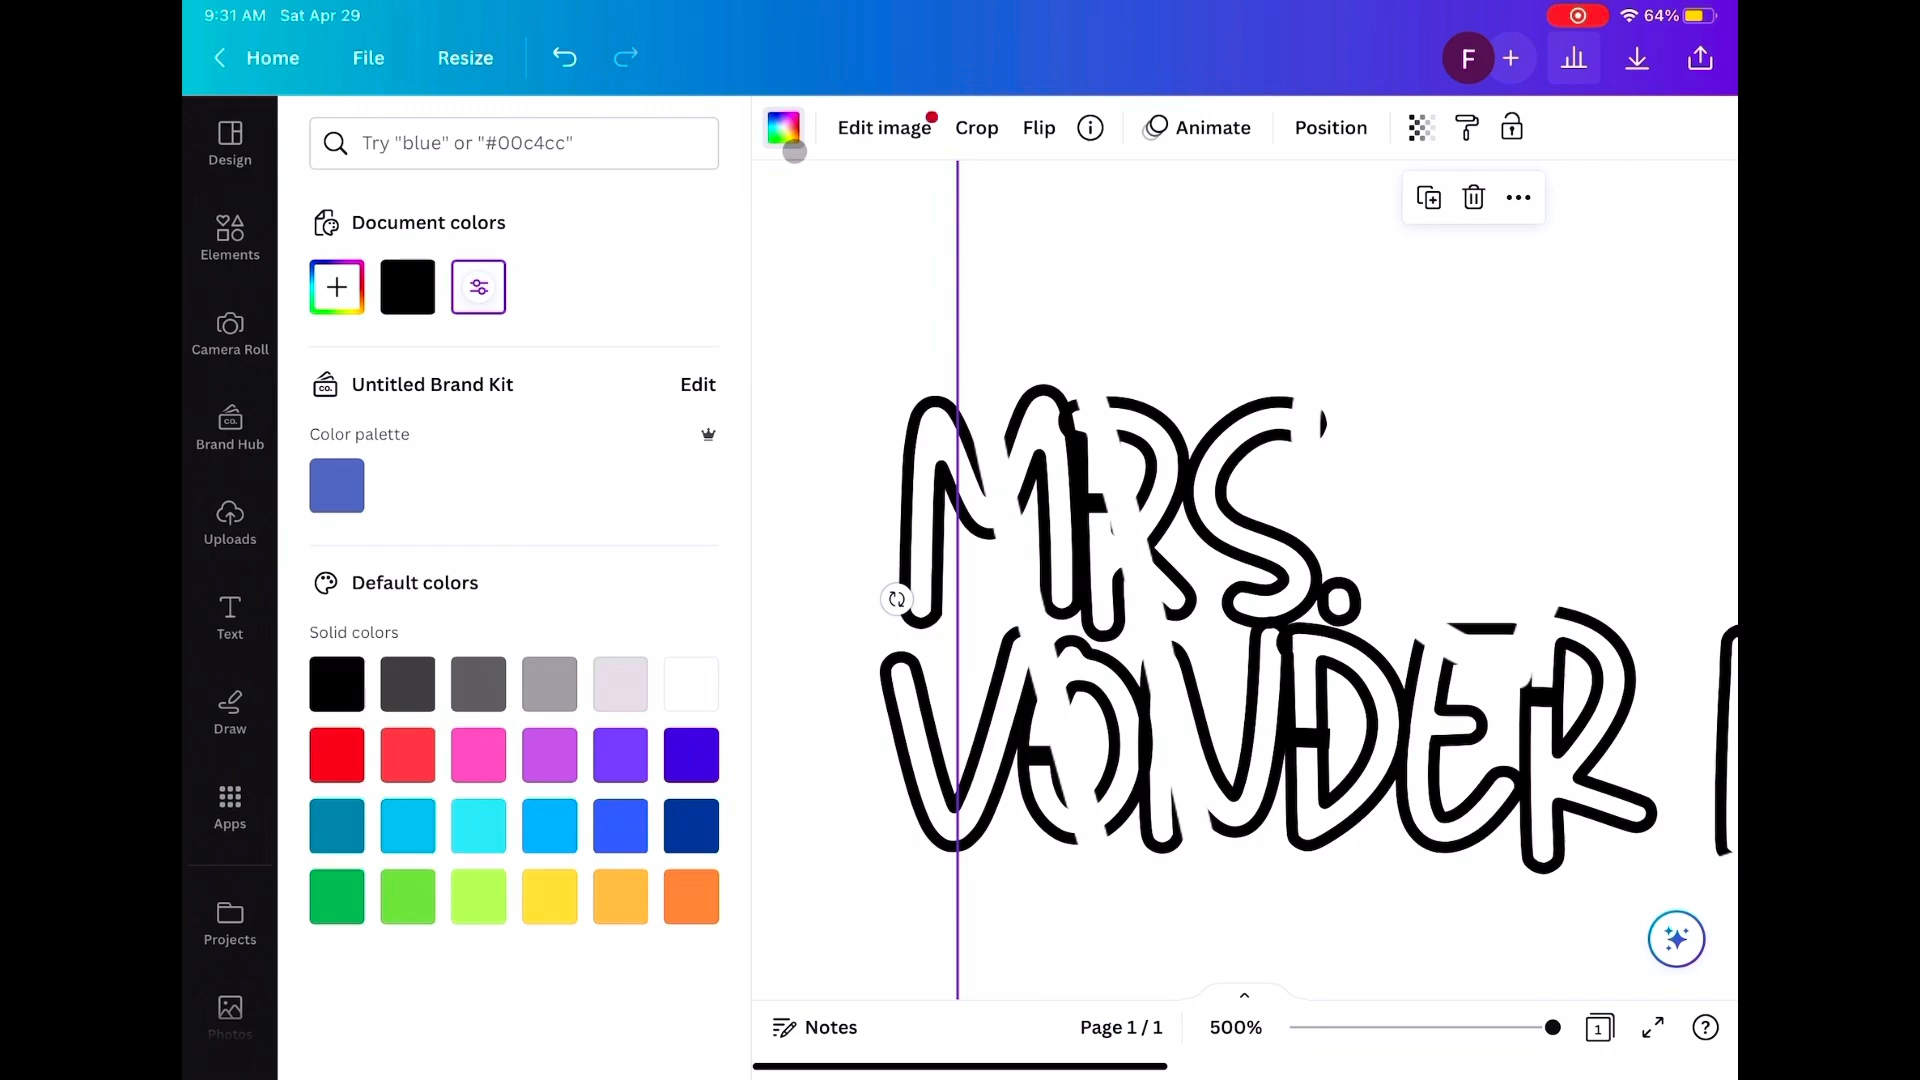 9:31 AM Sat Apr 29
64%
Home File Resize
F
Edit image Crop Flip Animate Position
Try "blue" or "#00c4cc"
Design
Elements
Camera Roll
Brand Hub
Uploads
Text
Draw
Apps
Projects
Photos
Document colors
CO.
Untitled Brand Kit Edit
Color palette
Default colors
Solid colors
MRS.
VONDER
Notes Page 1 / 1 500% 1 ?